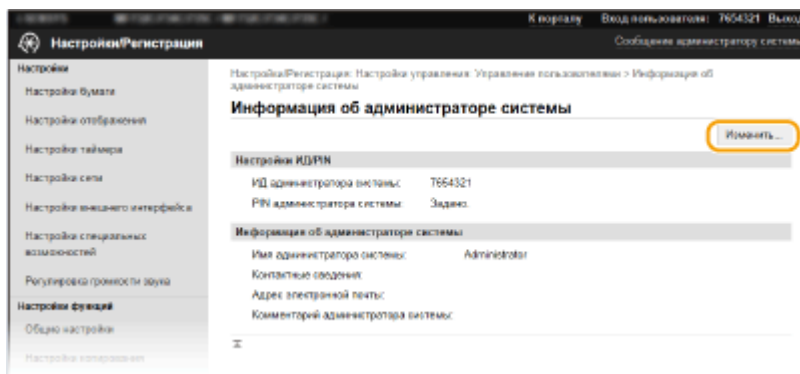 К порталу Вход пользователя: 7654321 Выход
Настройки/Регистрация
Сообщение администратору системы
Настройки
Настройки бумаги
Настройки отображения
Настройки таймера
Настройки сети
Настройки внешнего интерфейса
Настройки специальных
возможностей
Регулировка громкости звука
Настройки функций
Общие настройки
Настройки копирования
Настройки/Регистрация: Настройки управления: Управление пользователями > Информация об
администраторе системы
Информация об администраторе системы
Изменить...
Настройки ИД/PIN
ИД администратора системы: 7654321
PIN администратора системы: Задано.
Информация об администраторе системы
Имя администратора системы: Administrator
Контактные сведения:
Адрес электронной почты:
Комментарий администратора системы: